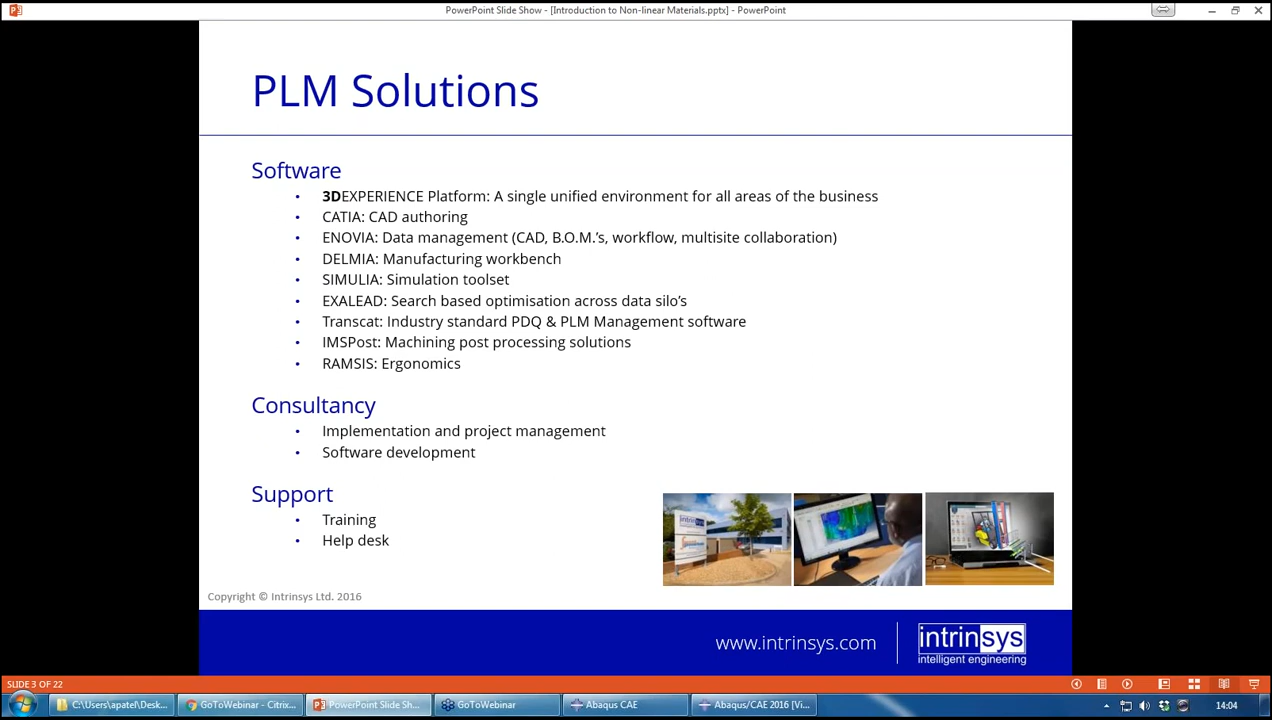 PowerPoint Slide Show - [Introduction to Non-linear Materials.pptx] - PowerPoint
PLM Solutions
Software
• 3DEXPERIENCE Platform: A single unified environment for all areas of the business
• CATIA: CAD authoring
• ENOVIA: Data management (CAD, B.O.M.'s, workflow, multisite collaboration)
• DELMIA: Manufacturing workbench
• SIMULIA: Simulation toolset
• EXALEAD: Search based optimisation across data silo's
• Transcat: Industry standard PDQ & PLM Management software
• IMSPost: Machining post processing solutions
• RAMSIS: Ergonomics
Consultancy
• Implementation and project management
• Software development
Support
• Training
• Help desk
intrinsys
Copyright © Intrinsys Ltd. 2016
www.intrinsys.com
intrinsys
intelligent engineering
SLIDE 3 OF 22
C:\Users\apatel\Desk...
GoToWebinar - Citrix...
PowerPoint Slide Sh...
GoToWebinar
Abaqus CAE
Abaqus/CAE 2016 [Vi...
14:04